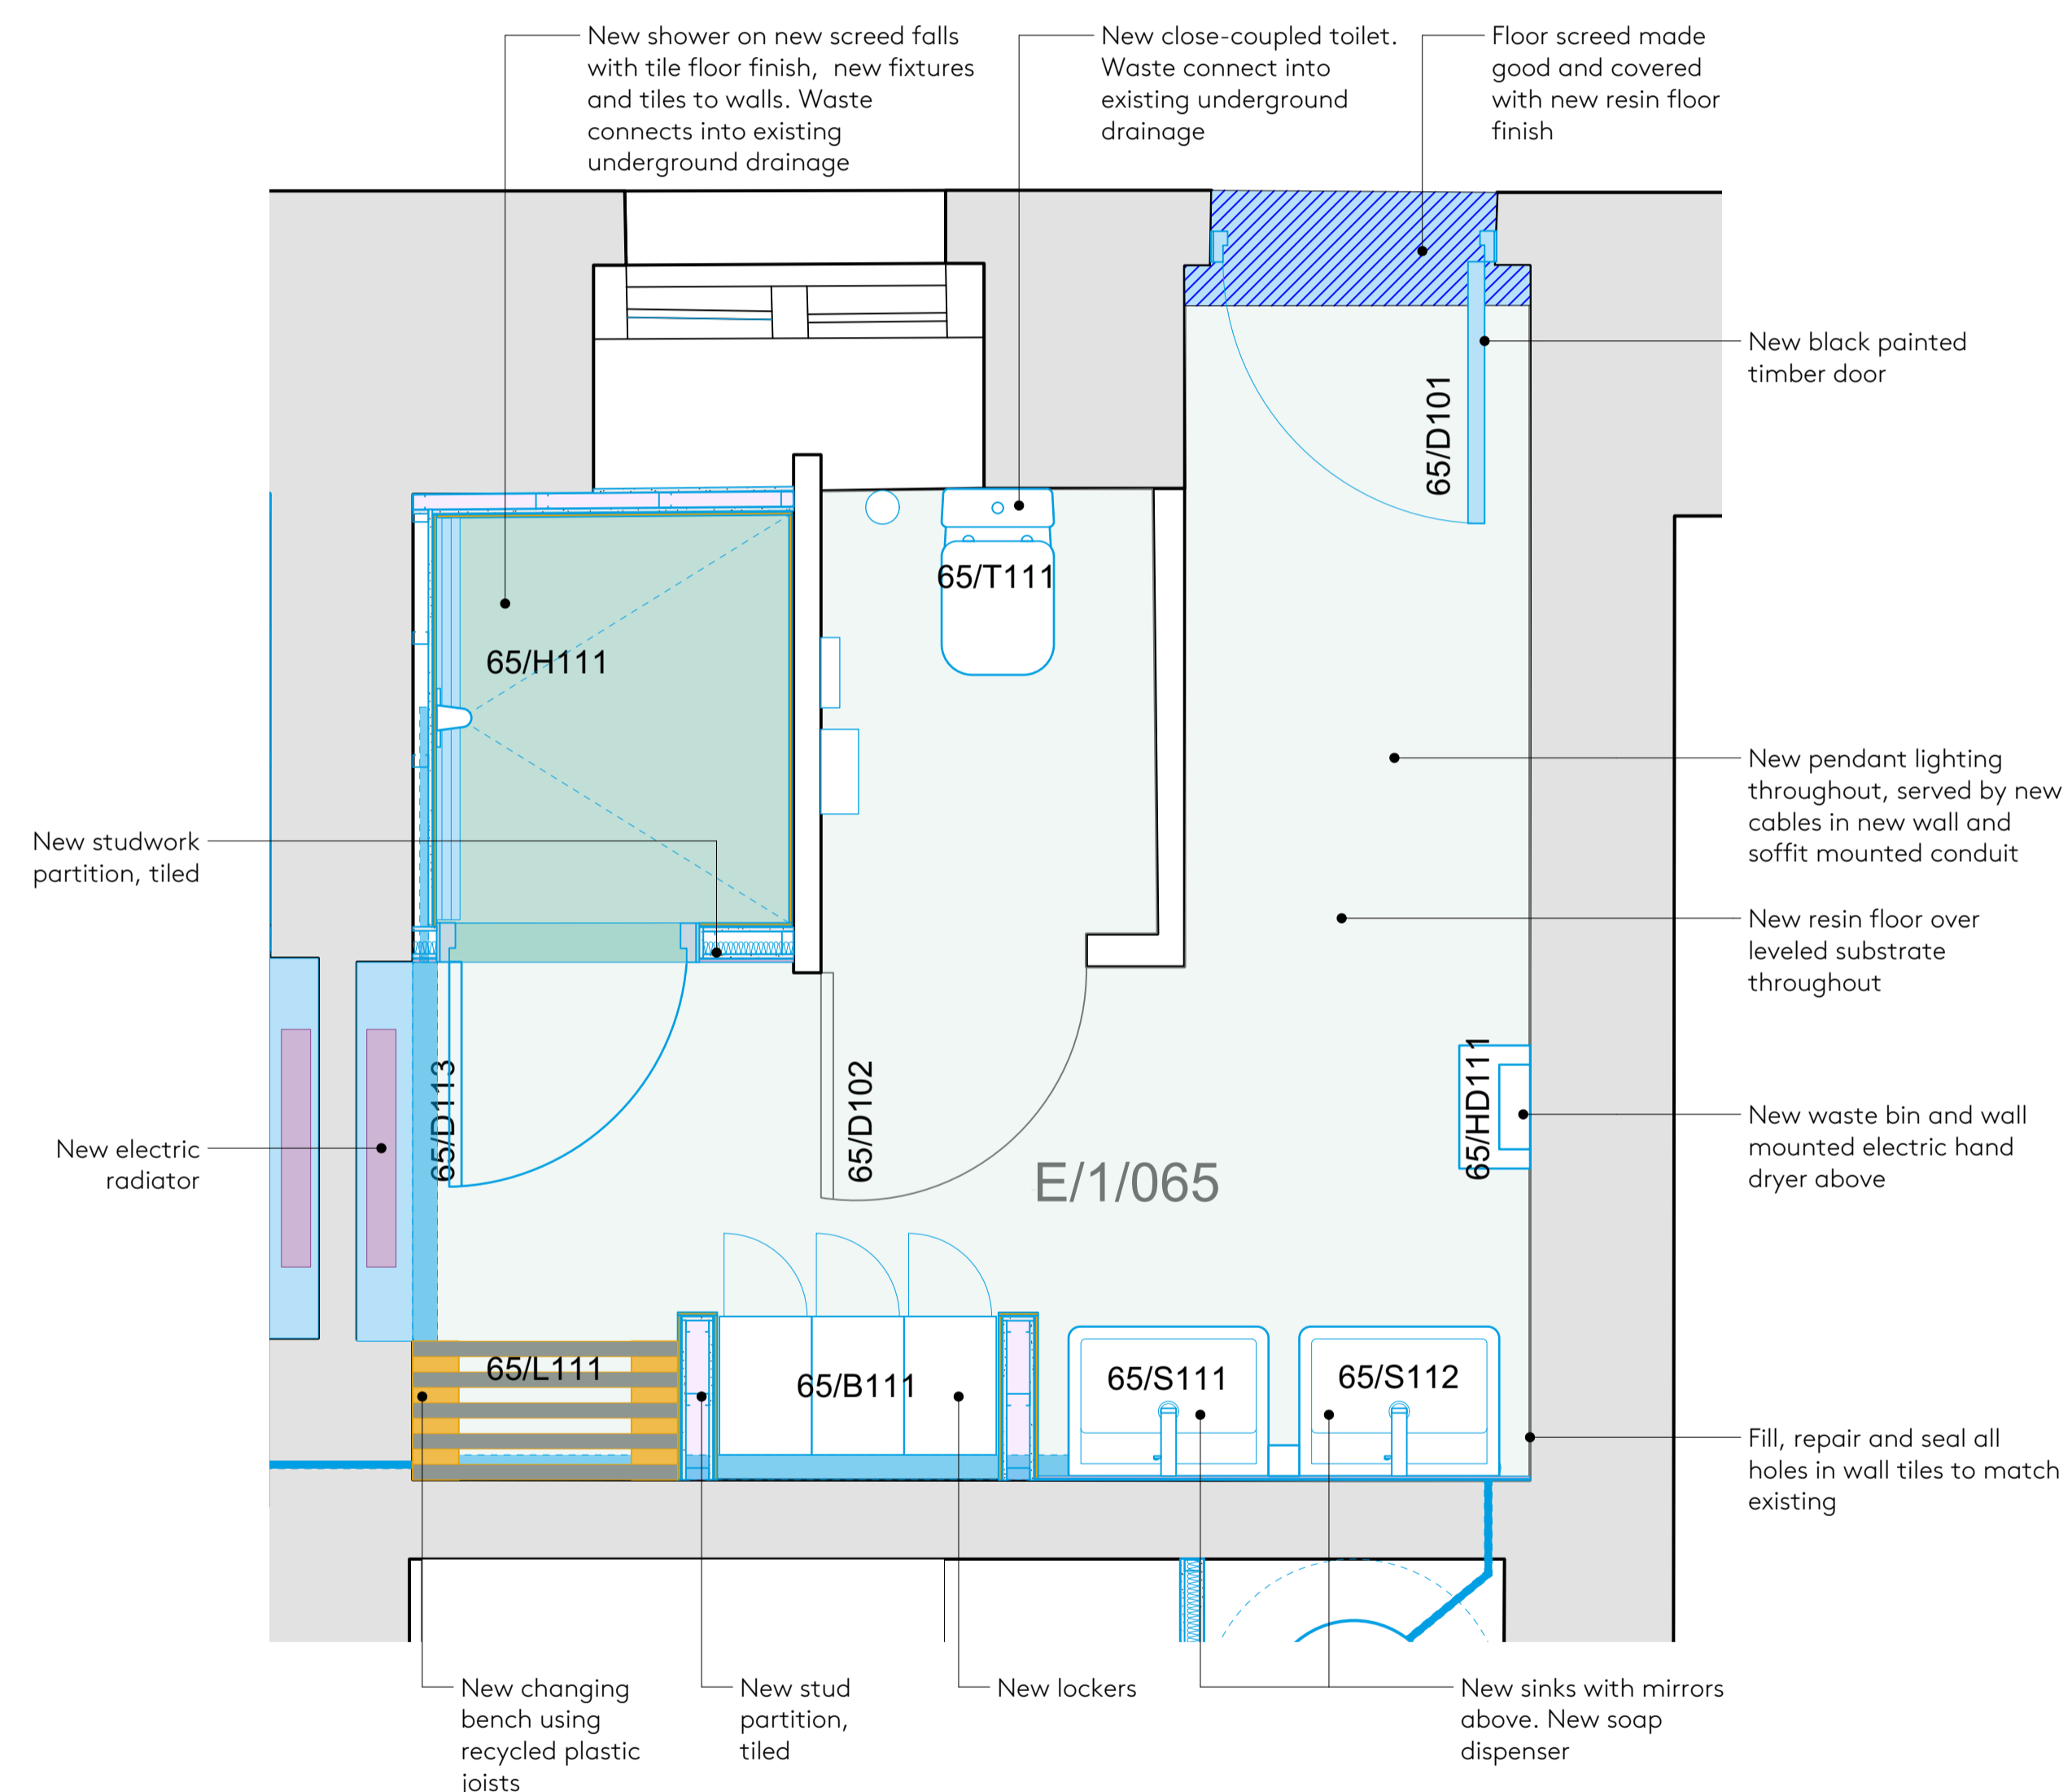 New shower on new screed falls
with tile floor finish, new fixtures
and tiles to walls. Waste
connects into existing
underground drainage
New close-coupled toilet.
Waste connect into
existing underground
drainage
Floor screed made
good and covered
with new resin floor
finish
New black painted
timber door
65/D101
65/T111
65/H111
New pendant lighting
throughout, served by new
cables in new wall and
soffit mounted conduit
New studwork
partition, tiled
New resin floor over
leveled substrate
throughout
65/D113
65/D102
65/HD111
New electric
radiator
E/1/065
New waste bin and wall
mounted electric hand
dryer above
65/L111
65/B111
65/S111
65/S112
Fill, repair and seal all
holes in wall tiles to match
existing
New changing
bench using
recycled plastic
joists
New stud
partition,
tiled
New lockers
New sinks with mirrors
above. New soap
dispenser